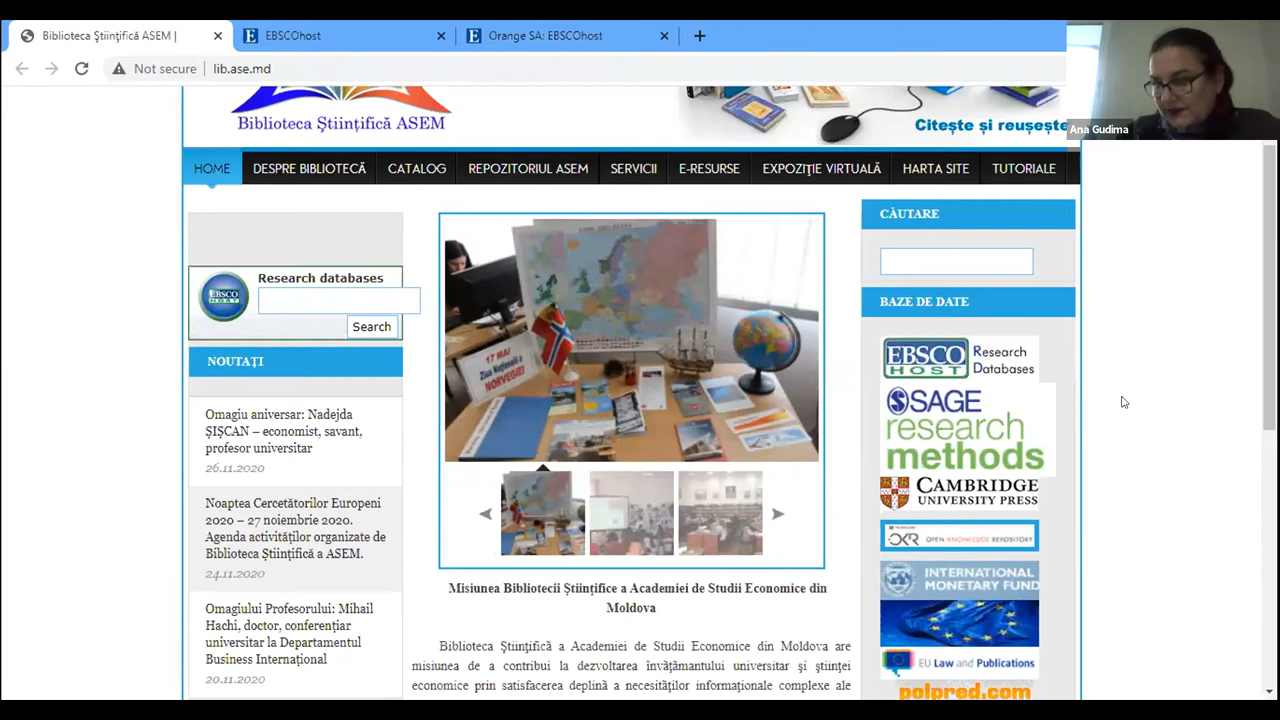 Biblioteca Științifică ASEM |
EBSCOhost
Orange SA: EBSCOhost
Not secure
lib.ase.md
Ana Gudima
Biblioteca Ştiinţifică ASEM
Citește și reușește
HOME
DESPRE BIBLIOTECĂ
CATALOG
REPOZITORIUL ASEM
SERVICII
E-RESURSE
EXPOZIŢIE VIRTUALĂ
HARTA SITE
TUTORIALE
Research databases
EBSCO
HOST
Search
NOUTAȚI
Omagiu aniversar: Nadejda
ȘIȘCAN – economist, savant,
profesor universitar
26.11.2020
Noaptea Cercetătorilor Europeni
2020 – 27 noiembrie 2020.
Agenda activităților organizate de
Biblioteca Științifică a ASEM.
24.11.2020
Omagiului Profesorului: Mihail
Hachi, doctor, conferențiar
universitar la Departamentul
Business Internațional
20.11.2020
17 MAI
Ziua Națională a
NORVEGIEI
Misiunea Bibliotecii Științifice a Academiei de Studii Economice din
Moldova
Biblioteca Științifică a Academiei de Studii Economice din Moldova are
misiunea de a contribui la dezvoltarea învățământului universitar și științei
economice prin satisfacerea deplină a necesităților informaționale complexe ale
CĂUTARE
BAZE DE DATE
EBSCO
HOST
Research
Databases
SAGE
research
methods
CAMBRIDGE
UNIVERSITY PRESS
OKR OPEN KNOWLEDGE REPOSITORY
INTERNATIONAL
MONETARY FUND
EU Law and Publications
polpred.com